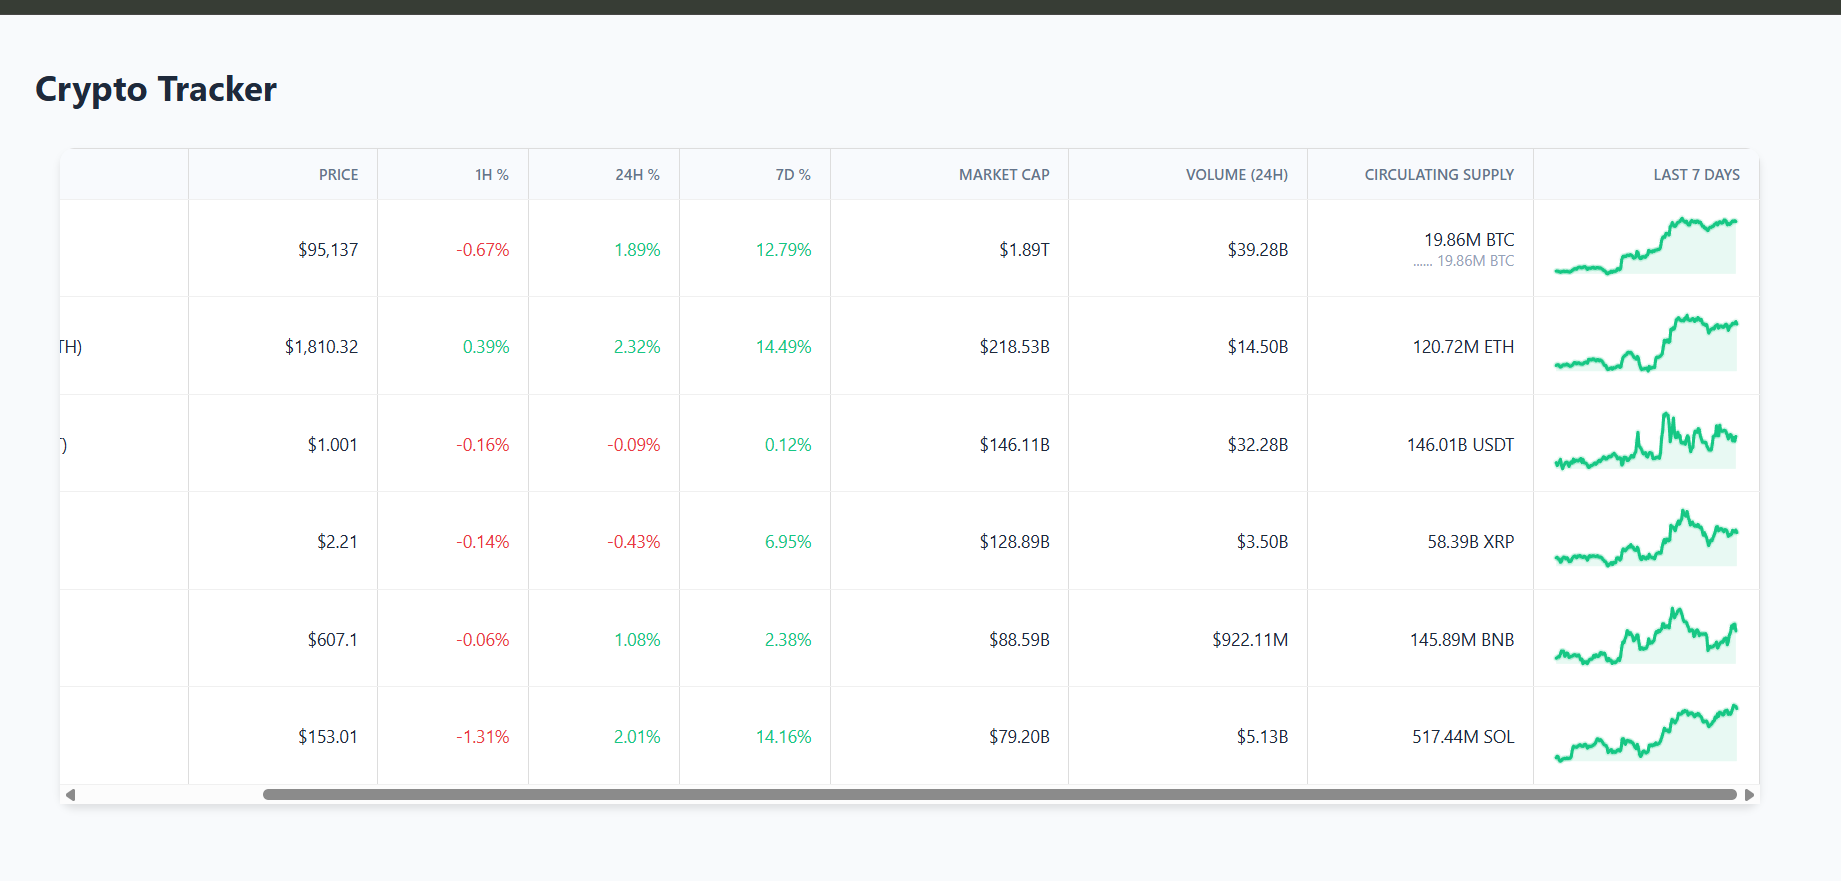 Crypto Tracker
PRICE 1H % 24H % 7D % MARKET CAP VOLUME (24H) CIRCULATING SUPPLY LAST 7 DAYS
$95,137 -0.67% 1.89% 12.79% $1.89T $39.28B 19.86M BTC
...... 19.86M BTC
TH) $1,810.32 0.39% 2.32% 14.49% $218.53B $14.50B 120.72M ETH
) $1.001 -0.16% -0.09% 0.12% $146.11B $32.28B 146.01B USDT
$2.21 -0.14% -0.43% 6.95% $128.89B $3.50B 58.39B XRP
$607.1 -0.06% 1.08% 2.38% $88.59B $922.11M 145.89M BNB
$153.01 -1.31% 2.01% 14.16% $79.20B $5.13B 517.44M SOL